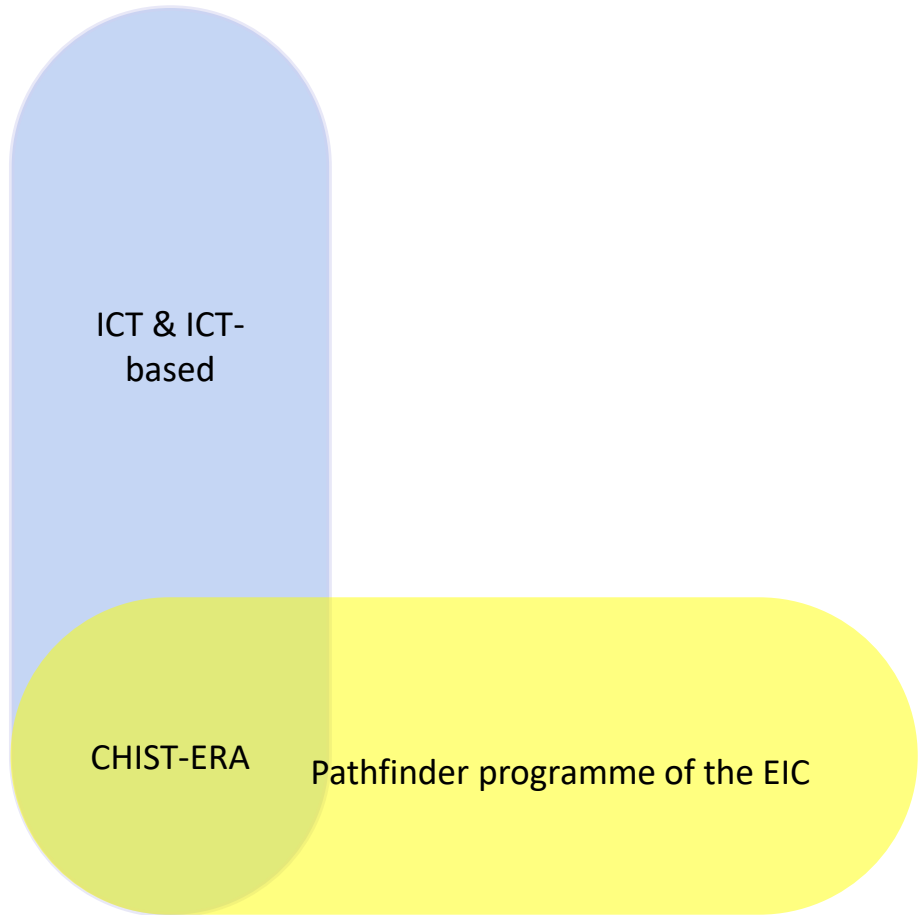 ICT & ICT-
based
CHIST-ERA
Pathfinder programme of the EIC